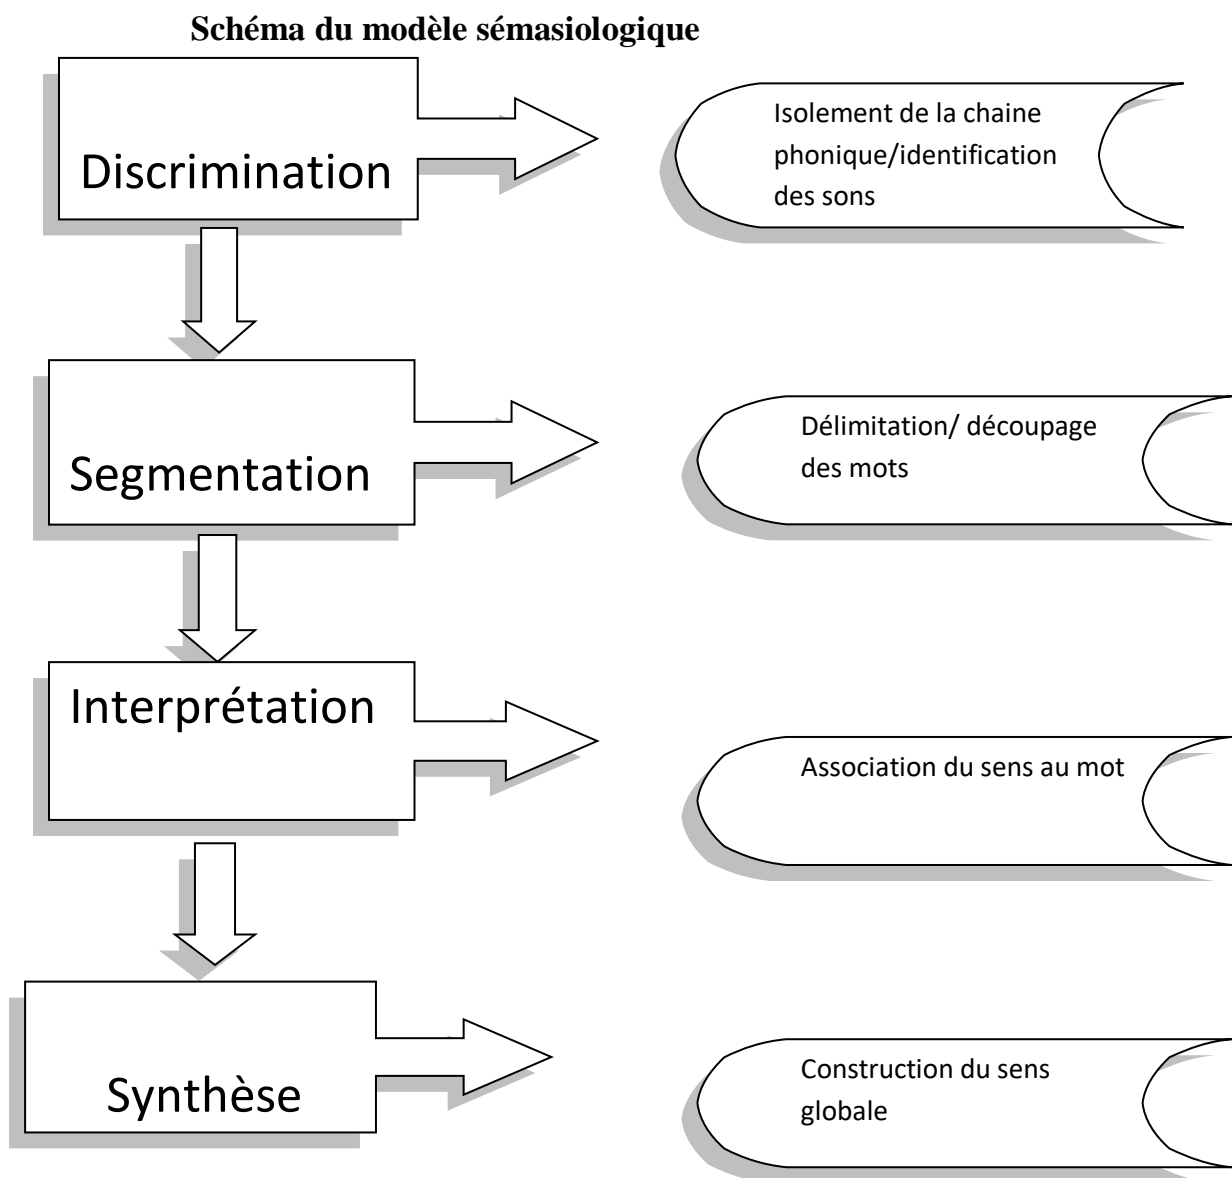 Schéma du modèle sémasiologique
Discrimination
Isolement de la chaine
phonique/identification
des sons
Segmentation
Délimitation/ découpage
des mots
Interprétation
Association du sens au mot
Synthèse
Construction du sens
globale